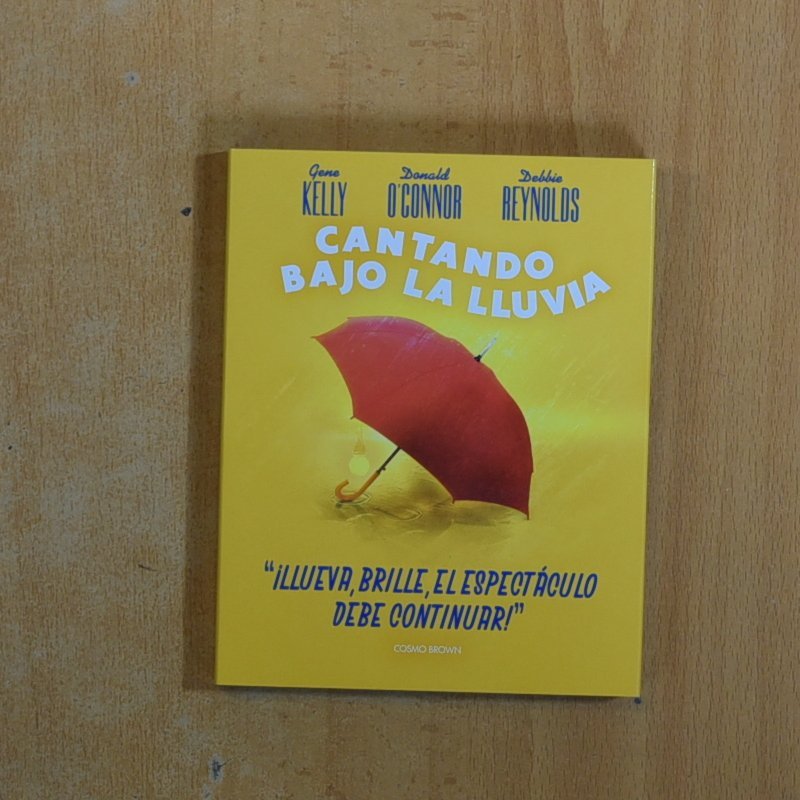 Gene Donald Debbie
KELLY O'CONNOR REYNOLDS
CANTANDO
BAJO LA LLUVIA
“¡LLUEVA, BRILLE, EL ESPECTÁCULO
DEBE CONTINUAR!”
COSMO BROWN